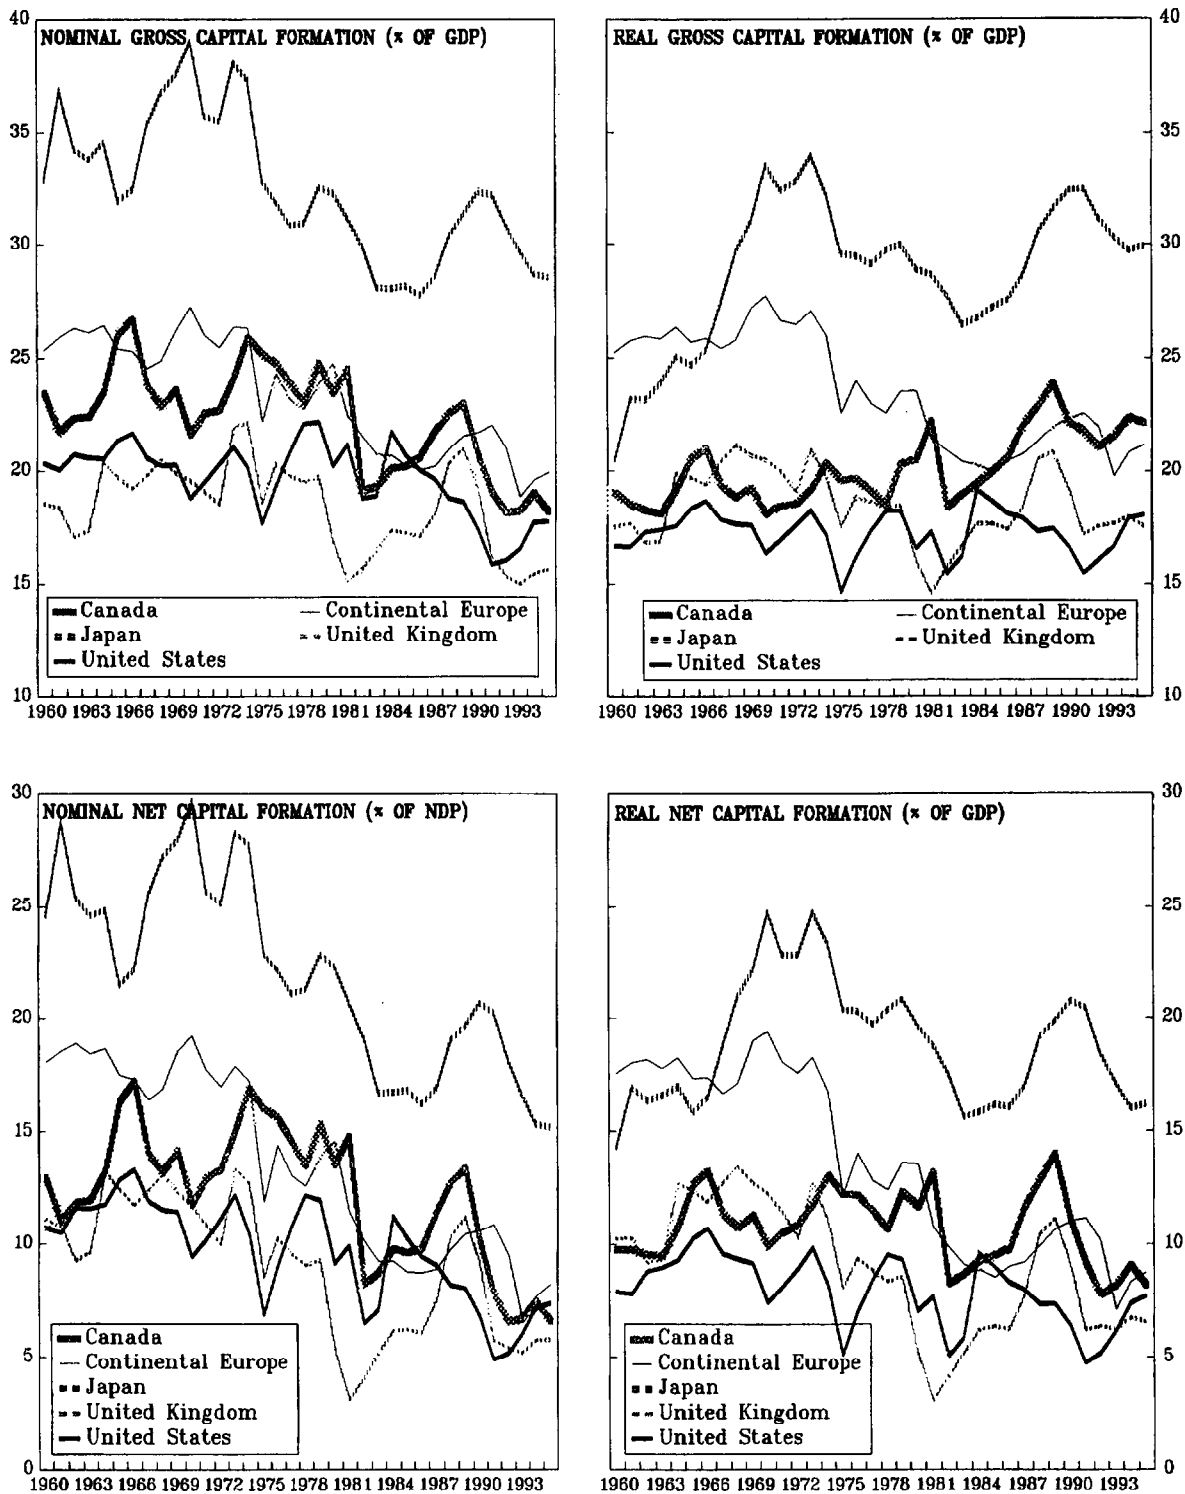 40
NOMINAL GROSS CAPITAL FORMATION (% OF GDP)
35
30
25
20
15
10
Canada
Continental Europe
Japan
United Kingdom
United States
1960 1963 1966 1969 1972 1975 1978 1981 1984 1987 1990 1993
REAL GROSS CAPITAL FORMATION (% OF GDP)
40
35
30
25
20
15
10
Canada
Continental Europe
Japan
United Kingdom
United States
1960 1963 1966 1969 1972 1975 1978 1981 1984 1987 1990 1993
30
NOMINAL NET CAPITAL FORMATION (% OF NDP)
25
20
15
10
5
0
Canada
Continental Europe
Japan
United Kingdom
United States
1960 1963 1966 1969 1972 1975 1978 1981 1984 1987 1990 1993
REAL NET CAPITAL FORMATION (% OF GDP)
30
25
20
15
10
5
0
Canada
Continental Europe
Japan
United Kingdom
United States
1960 1963 1966 1969 1972 1975 1978 1981 1984 1987 1990 1993